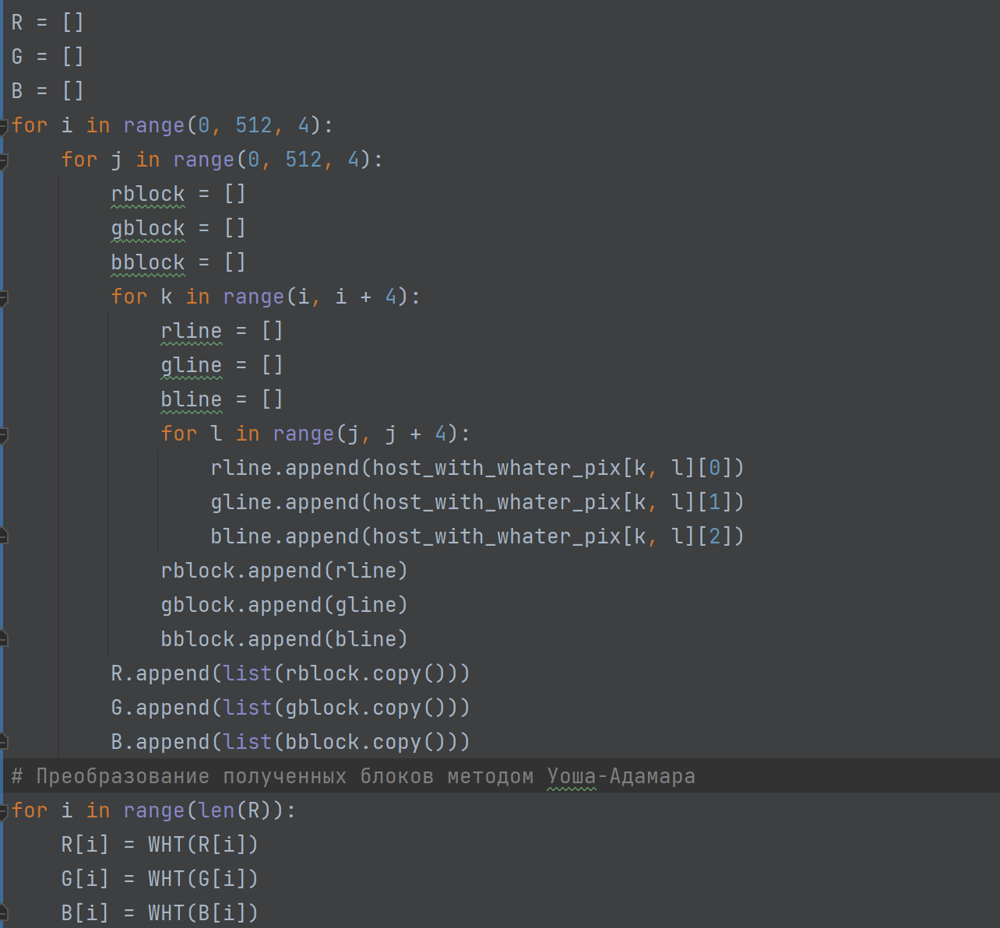 R = []
G = []
B = []
for i in range(0, 512, 4):
    for j in range(0, 512, 4):
        rblock = []
        gblock = []
        bblock = []
        for k in range(i, i + 4):
            rline = []
            gline = []
            bline = []
            for l in range(j, j + 4):
                rline.append(host_with_whater_pix[k, l][0])
                gline.append(host_with_whater_pix[k, l][1])
                bline.append(host_with_whater_pix[k, l][2])
            rblock.append(rline)
            gblock.append(gline)
            bblock.append(bline)
        R.append(list(rblock.copy()))
        G.append(list(gblock.copy()))
        B.append(list(bblock.copy()))
# Преобразование полученных блоков методом Уоша-Адамара
for i in range(len(R)):
    R[i] = WHT(R[i])
    G[i] = WHT(G[i])
    B[i] = WHT(B[i])